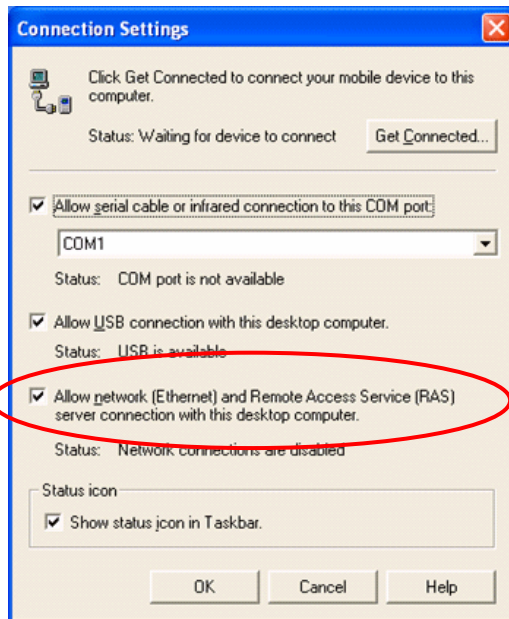 Connection Settings
Click Get Connected to connect your mobile device to this
computer.
Status: Waiting for device to connect
Get Connected...
Allow serial cable or infrared connection to this COM port:
COM1
Status: COM port is not available
Allow USB connection with this desktop computer.
Status: USB is available
Allow network (Ethernet) and Remote Access Service (RAS)
server connection with this desktop computer.
Status: Network connections are disabled
Status icon
Show status icon in Taskbar.
OK
Cancel
Help